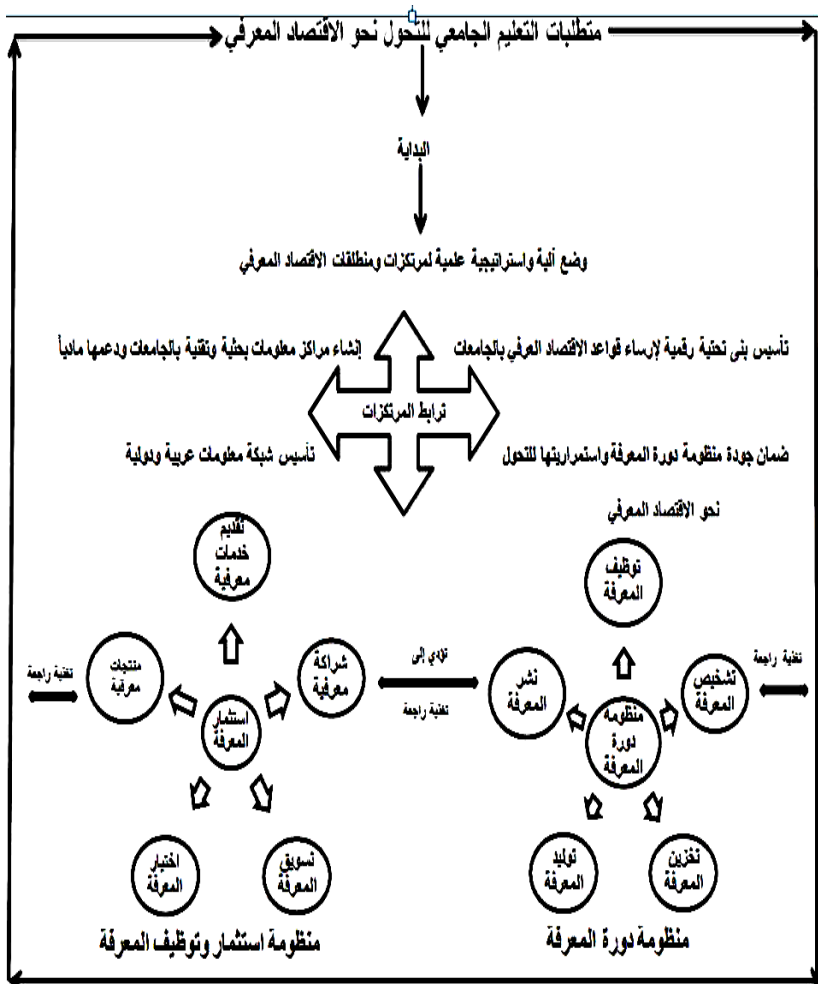 متطلبات التعليم الجامعي للتحول نحو الاقتصاد المعرفي
البداية
وضع ألية واستراتيجية علمية لمرتكزات ومنطلقات الاقتصاد المعرفي
تأسيس بنى تحتية رقمية لإرساء قواعد الاقتصاد العرفي بالجامعات
إنشاء مراكز معلومات بحثية وتقنية بالجامعات ودعمها مادياً
ترابط المرتكزات
ضمان جودة منظومة دورة المعرفة واستمراريتها للتحول
نحو الاقتصاد المعرفي
تأسيس شبكة معلومات عربية ودولية
توظيف
المعرفة
تغذية راجعة
تشخيص
المعرفة
منظومة
دورة
المعرفة
نشر
المعرفة
تخزين
المعرفة
توليد
المعرفة
منظومة دورة المعرفة
تؤدي إلى
تغذية راجعة
تقديم
خدمات
معرفية
شراكة
معرفية
استثمار
المعرفة
منتجات
معرفية
تغذية راجعة
تسويق
المعرفة
اختبار
المعرفة
منظومة استثمار وتوظيف المعرفة